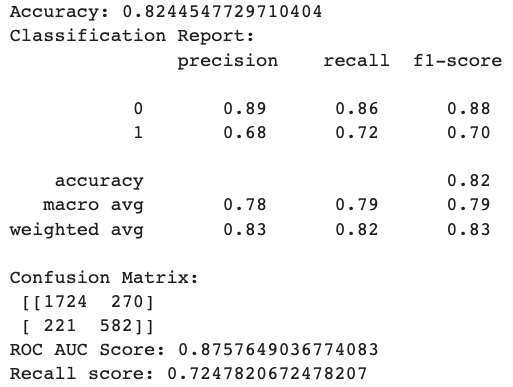 Accuracy: 0.8244547729710404
Classification Report:
precision recall f1-score
0 0.89 0.86 0.88
1 0.68 0.72 0.70
accuracy 0.82
macro avg 0.78 0.79 0.79
weighted avg 0.83 0.82 0.83
Confusion Matrix:
[[1724 270]
[ 221 582]]
ROC AUC Score: 0.8757649036774083
Recall score: 0.7247820672478207